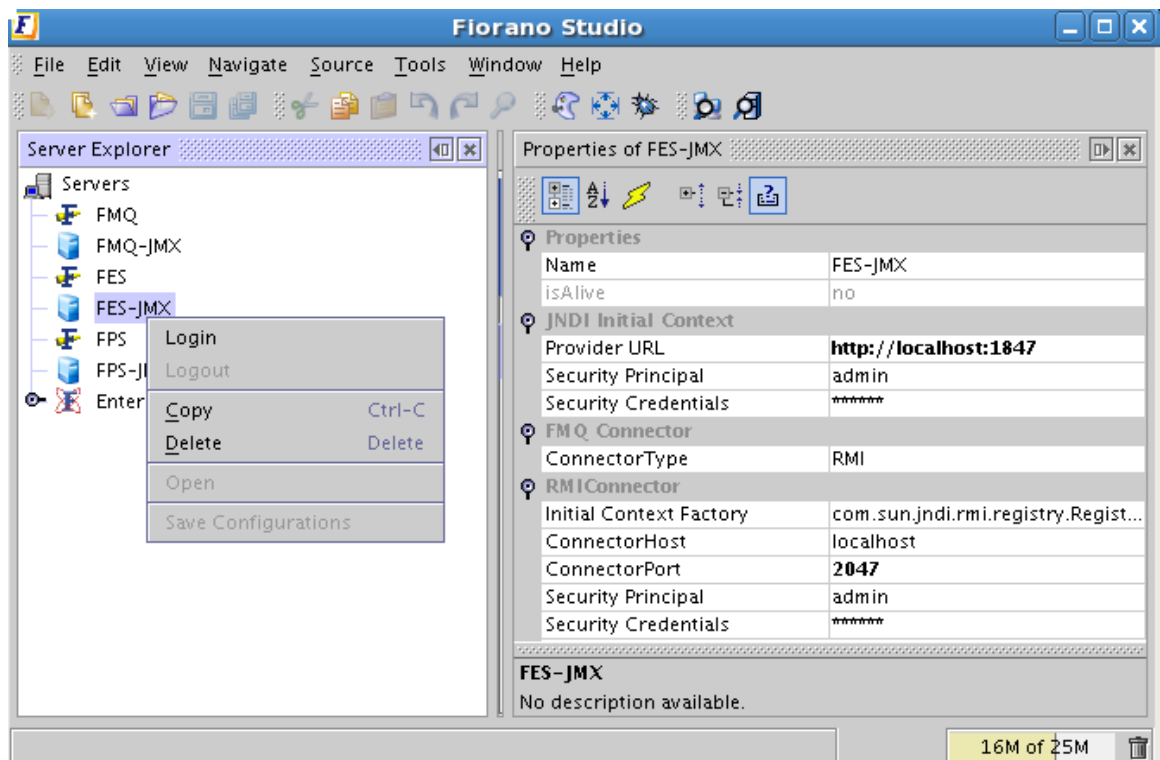 Fiorano Studio
File Edit View Navigate Source Tools Window Help
Server Explorer
Servers
FMQ
FMQ-JMX
FES
FES-JMX
FPS
FPS-J
Enter
Login
Logout
Copy Ctrl-C
Delete Delete
Open
Save Configurations
Properties of FES-JMX
Properties
Name FES-JMX
isAlive no
JNDI Initial Context
Provider URL http://localhost:1847
Security Principal admin
Security Credentials ******
FMQ Connector
ConnectorType RMI
RMIConnector
Initial Context Factory com.sun.jndi.rmi.registry.Regist...
ConnectorHost localhost
ConnectorPort 2047
Security Principal admin
Security Credentials ******
FES-JMX
No description available.
16M of 25M